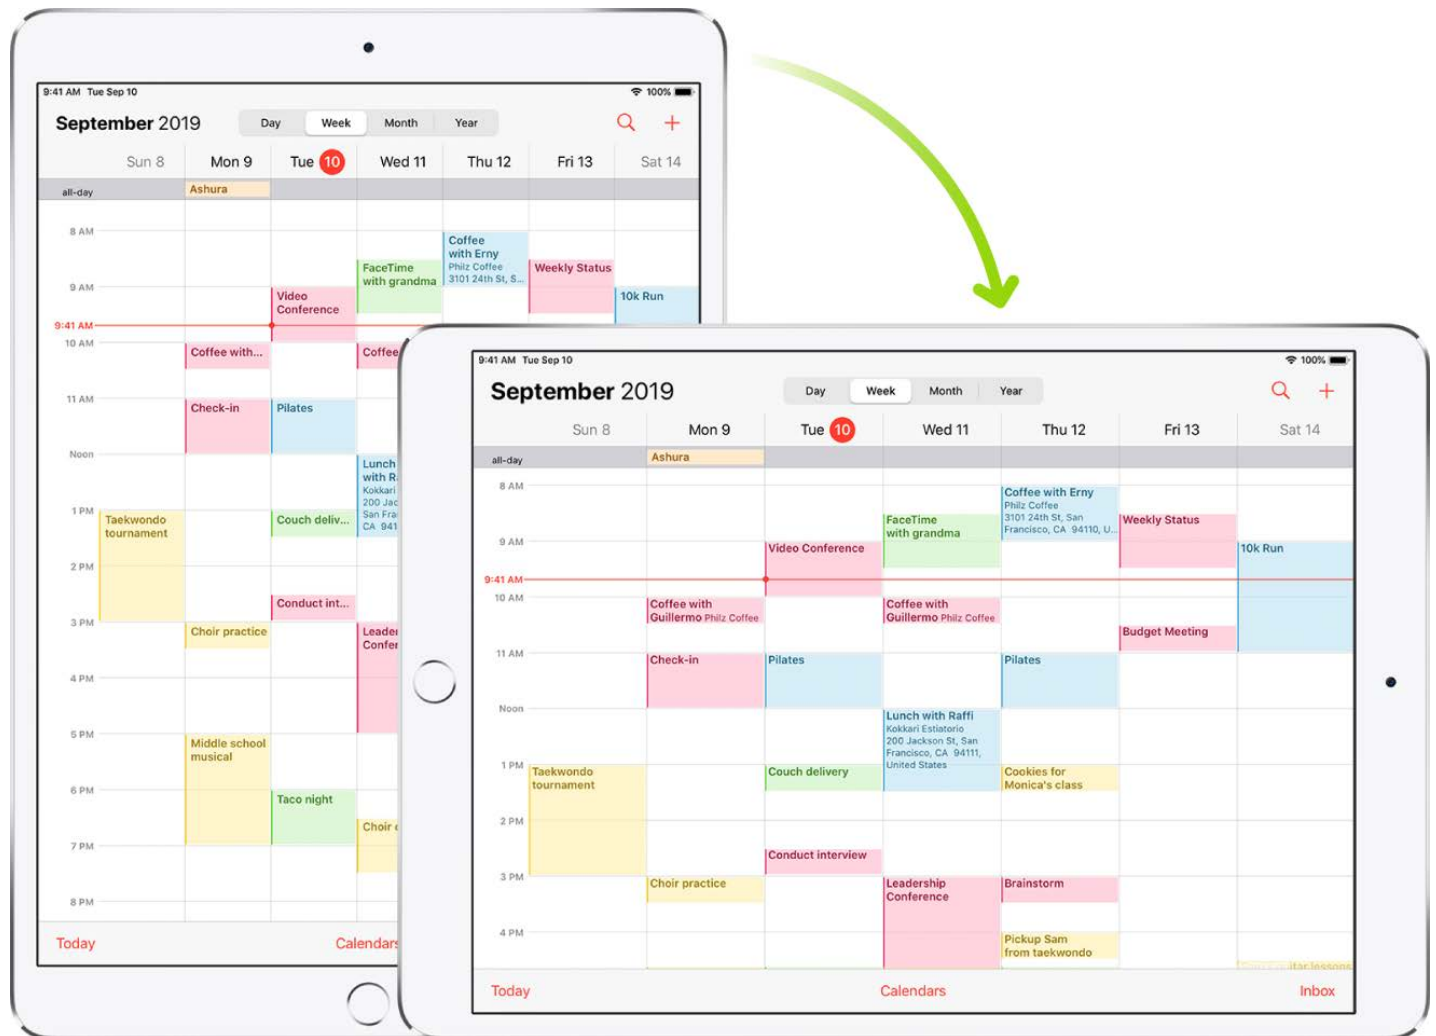 9:41 AM Tue Sep 10
100%
September 2019
Day Week Month Year
Sun 8 Mon 9 Tue 10 Wed 11 Thu 12 Fri 13 Sat 14
all-day
Ashura
8 AM
Coffee
with Erny
Philz Coffee
3101 24th St, S...
FaceTime
with grandma
Weekly Status
9 AM
Video
Conference
10k Run
9:41 AM
10 AM
Coffee with...
Coffee
11 AM
Check-in
Pilates
Noon
Lunch
with R
Kokkari
200 Jac
San Fra
CA 941
1 PM
Taekwondo
tournament
Couch deliv...
2 PM
Conduct int...
3 PM
Choir practice
Leader
Confer
4 PM
5 PM
Middle school
musical
6 PM
Taco night
Choir
7 PM
8 PM
Today
Calendars
9:41 AM Tue Sep 10
100%
September 2019
Day Week Month Year
Sun 8 Mon 9 Tue 10 Wed 11 Thu 12 Fri 13 Sat 14
all-day
Ashura
8 AM
Coffee with Erny
Philz Coffee
3101 24th St, San
Francisco, CA 94110, U...
FaceTime
with grandma
Weekly Status
9 AM
Video Conference
10k Run
9:41 AM
10 AM
Coffee with
Guillermo Philz Coffee
Coffee with
Guillermo Philz Coffee
Budget Meeting
11 AM
Check-in
Pilates
Pilates
Noon
Lunch with Raffi
Kokkari Estiatorio
200 Jackson St, San
Francisco, CA 94111,
United States
1 PM
Taekwondo
tournament
Couch delivery
Cookies for
Monica's class
2 PM
Conduct interview
3 PM
Choir practice
Leadership
Conference
Brainstorm
4 PM
Pickup Sam
from taekwondo
Today
Calendars
Inbox